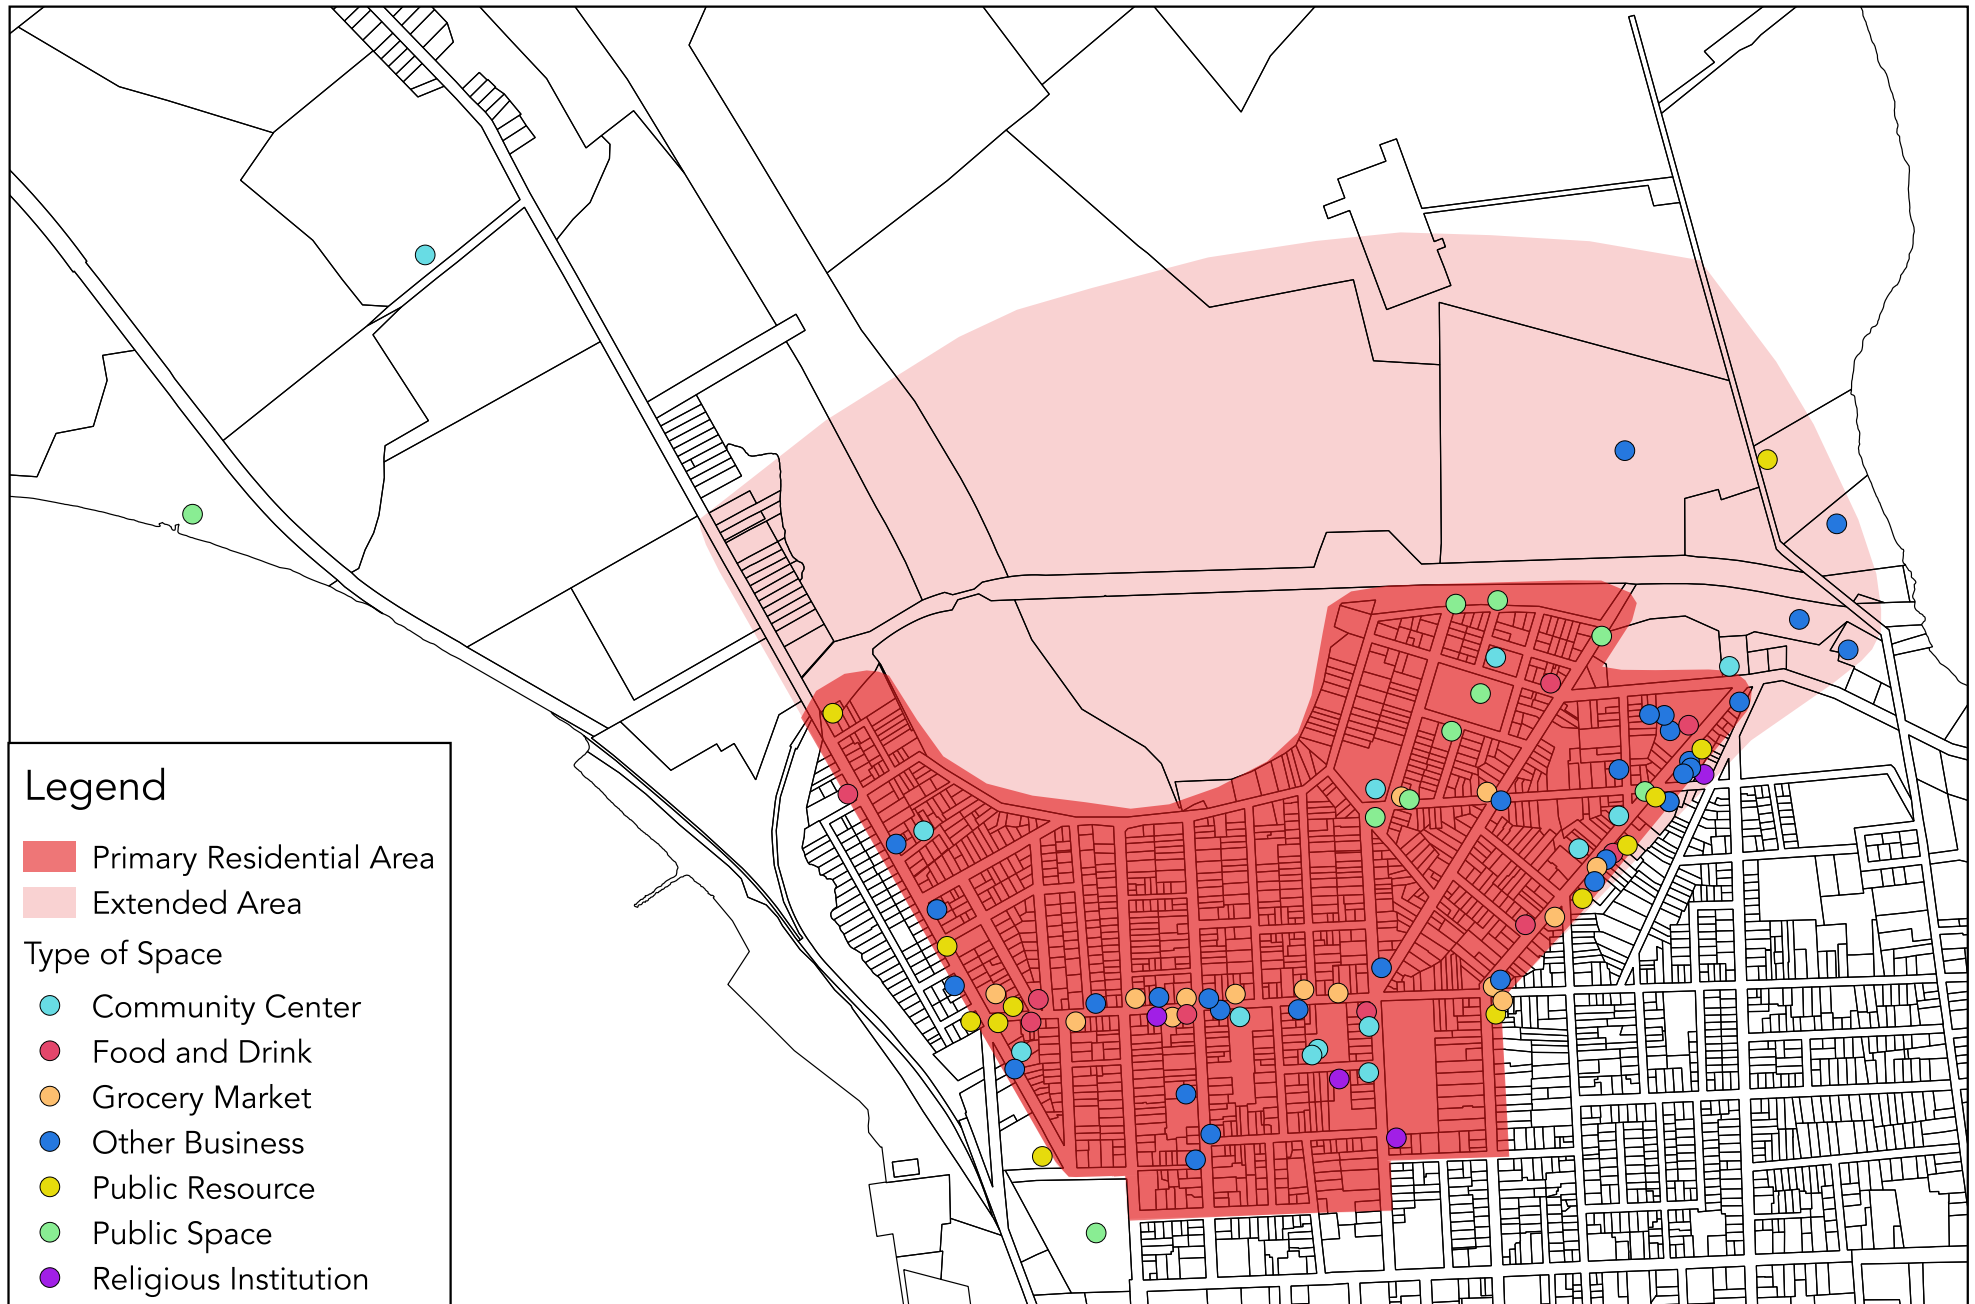 Legend
Primary Residential Area
Extended Area
Type of Space
Community Center
Food and Drink
Grocery Market
Other Business
Public Resource
Public Space
Religious Institution